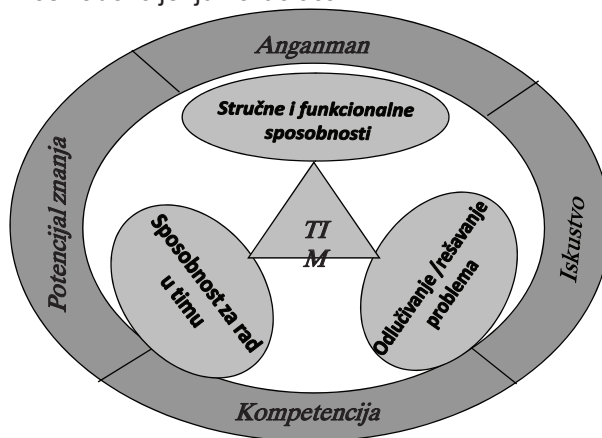 Anganman
Stručne i funkcionalne
sposobnosti
Potencijal znanja
TI
M
Iskustvo
Sposobnost za rad
u timu
Odlučivanje /rešavanje
problema
Kompetencija